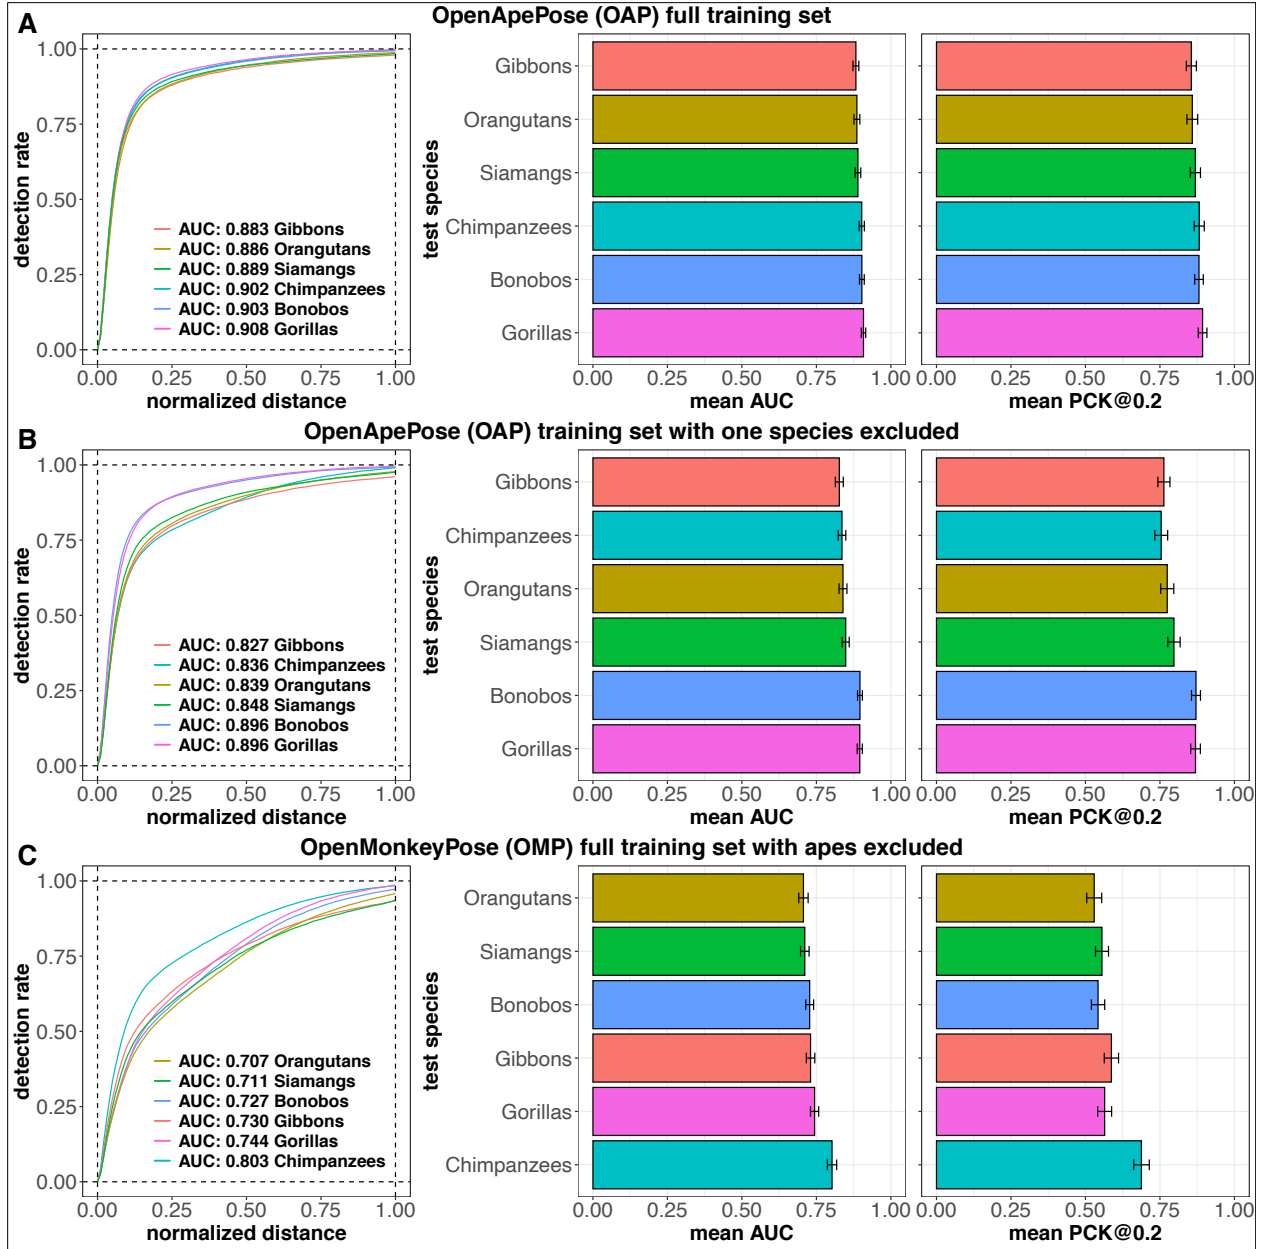 A
OpenApePose (OAP) full training set
detection rate
1.00
0.75
0.50
0.25
0.00
AUC: 0.883 Gibbons
AUC: 0.886 Orangutans
AUC: 0.889 Siamangs
AUC: 0.902 Chimpanzees
AUC: 0.903 Bonobos
AUC: 0.908 Gorillas
0.00 0.25 0.50 0.75 1.00
normalized distance
test species
Gibbons
Orangutans
Siamangs
Chimpanzees
Bonobos
Gorillas
0.00 0.25 0.50 0.75 1.00
mean AUC
0.00 0.25 0.50 0.75 1.00
mean PCK@0.2
B
OpenApePose (OAP) training set with one species excluded
detection rate
1.00
0.75
0.50
0.25
0.00
AUC: 0.827 Gibbons
AUC: 0.836 Chimpanzees
AUC: 0.839 Orangutans
AUC: 0.848 Siamangs
AUC: 0.896 Bonobos
AUC: 0.896 Gorillas
0.00 0.25 0.50 0.75 1.00
normalized distance
test species
Gibbons
Chimpanzees
Orangutans
Siamangs
Bonobos
Gorillas
0.00 0.25 0.50 0.75 1.00
mean AUC
0.00 0.25 0.50 0.75 1.00
mean PCK@0.2
C
OpenMonkeyPose (OMP) full training set with apes excluded
detection rate
1.00
0.75
0.50
0.25
0.00
AUC: 0.707 Orangutans
AUC: 0.711 Siamangs
AUC: 0.727 Bonobos
AUC: 0.730 Gibbons
AUC: 0.744 Gorillas
AUC: 0.803 Chimpanzees
0.00 0.25 0.50 0.75 1.00
normalized distance
test species
Orangutans
Siamangs
Bonobos
Gibbons
Gorillas
Chimpanzees
0.00 0.25 0.50 0.75 1.00
mean AUC
0.00 0.25 0.50 0.75 1.00
mean PCK@0.2